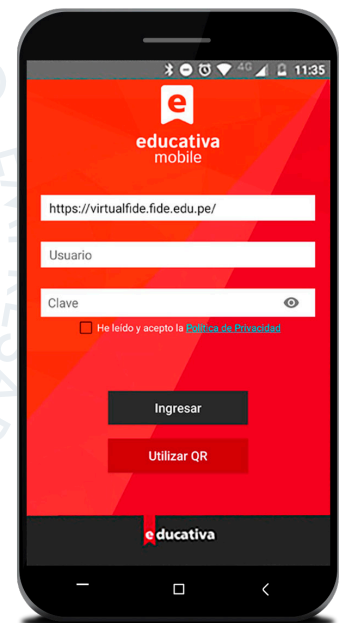 4G 11:35
e
educativa
mobile
https://virtualfide.fide.edu.pe/
Usuario
Clave
He leído y acepto la Política de Privacidad
Ingresar
Utilizar QR
educativa